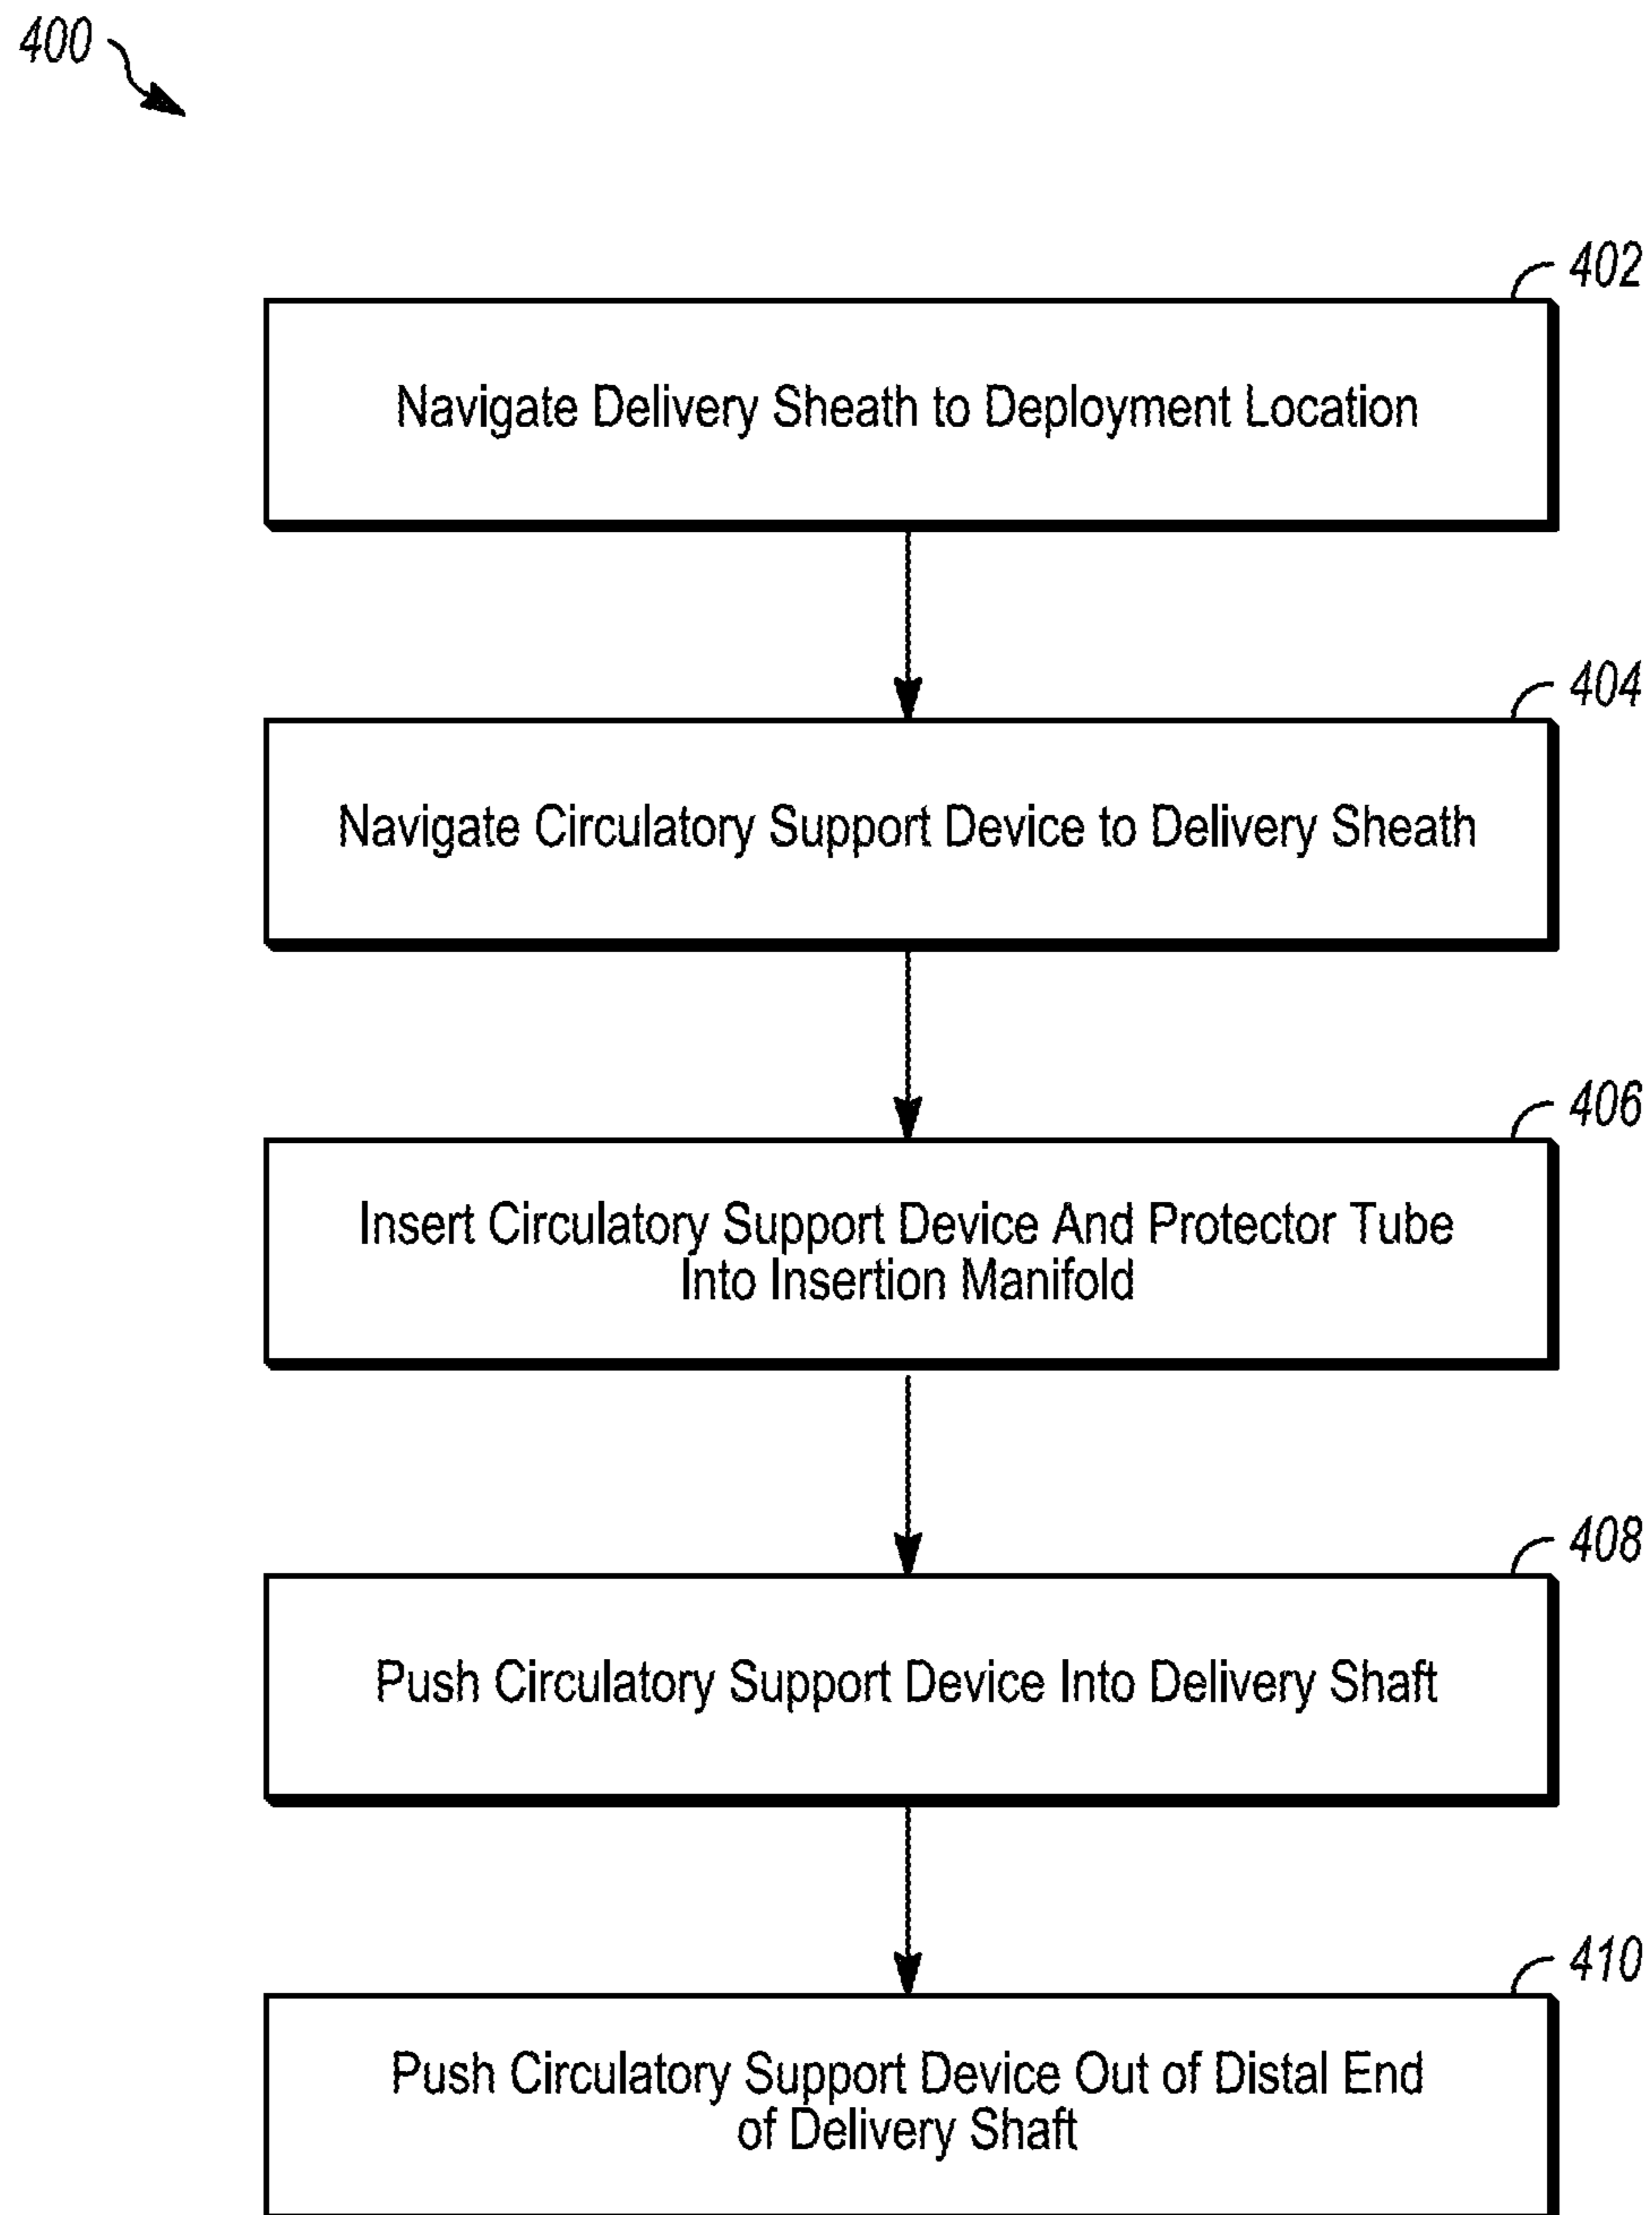 400
402
Navigate Delivery Sheath to Deployment Location
404
Navigate Circulatory Support Device to Delivery Sheath
406
Insert Circulatory Support Device And Protector Tube
Into Insertion Manifold
408
Push Circulatory Support Device Into Delivery Shaft
410
Push Circulatory Support Device Out of Distal End
of Delivery Shaft